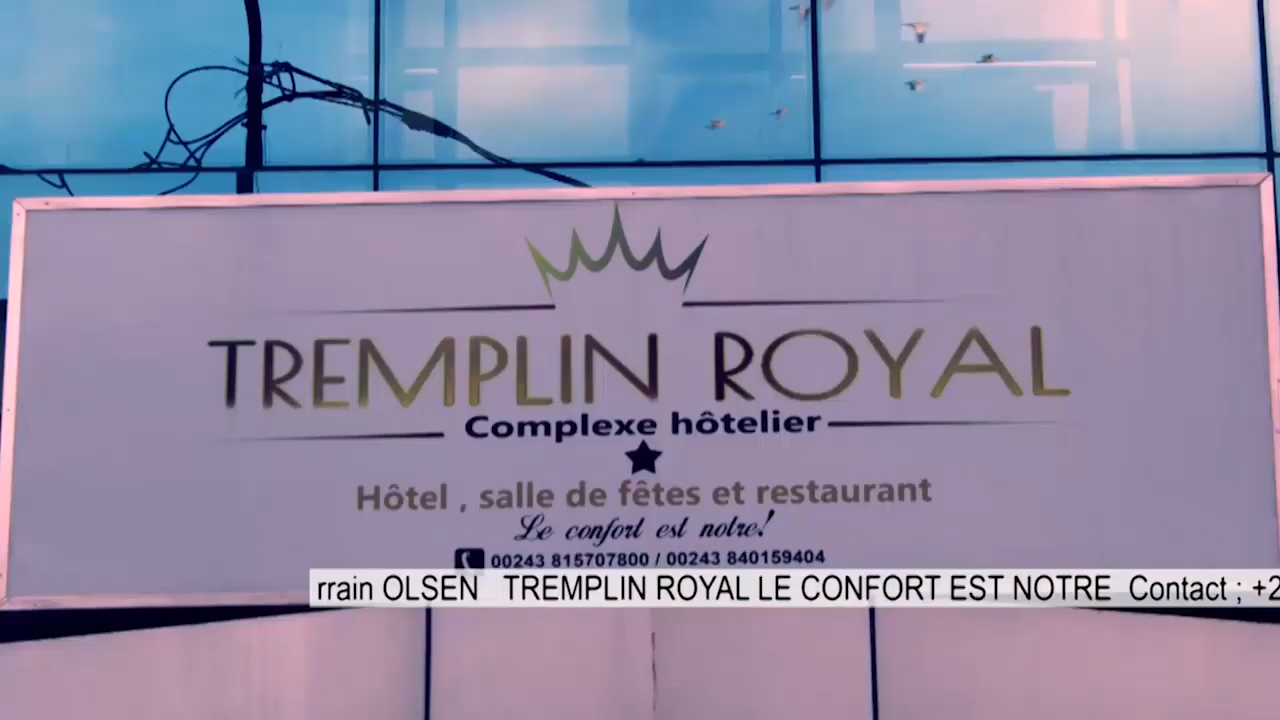 TREMPLIN ROYAL
Complexe hôtelier
Hôtel , salle de fêtes et restaurant
Le confort est notre!
00243 815707800 / 00243 840159404
rrain OLSEN TREMPLIN ROYAL LE CONFORT EST NOTRE Contact ; +2